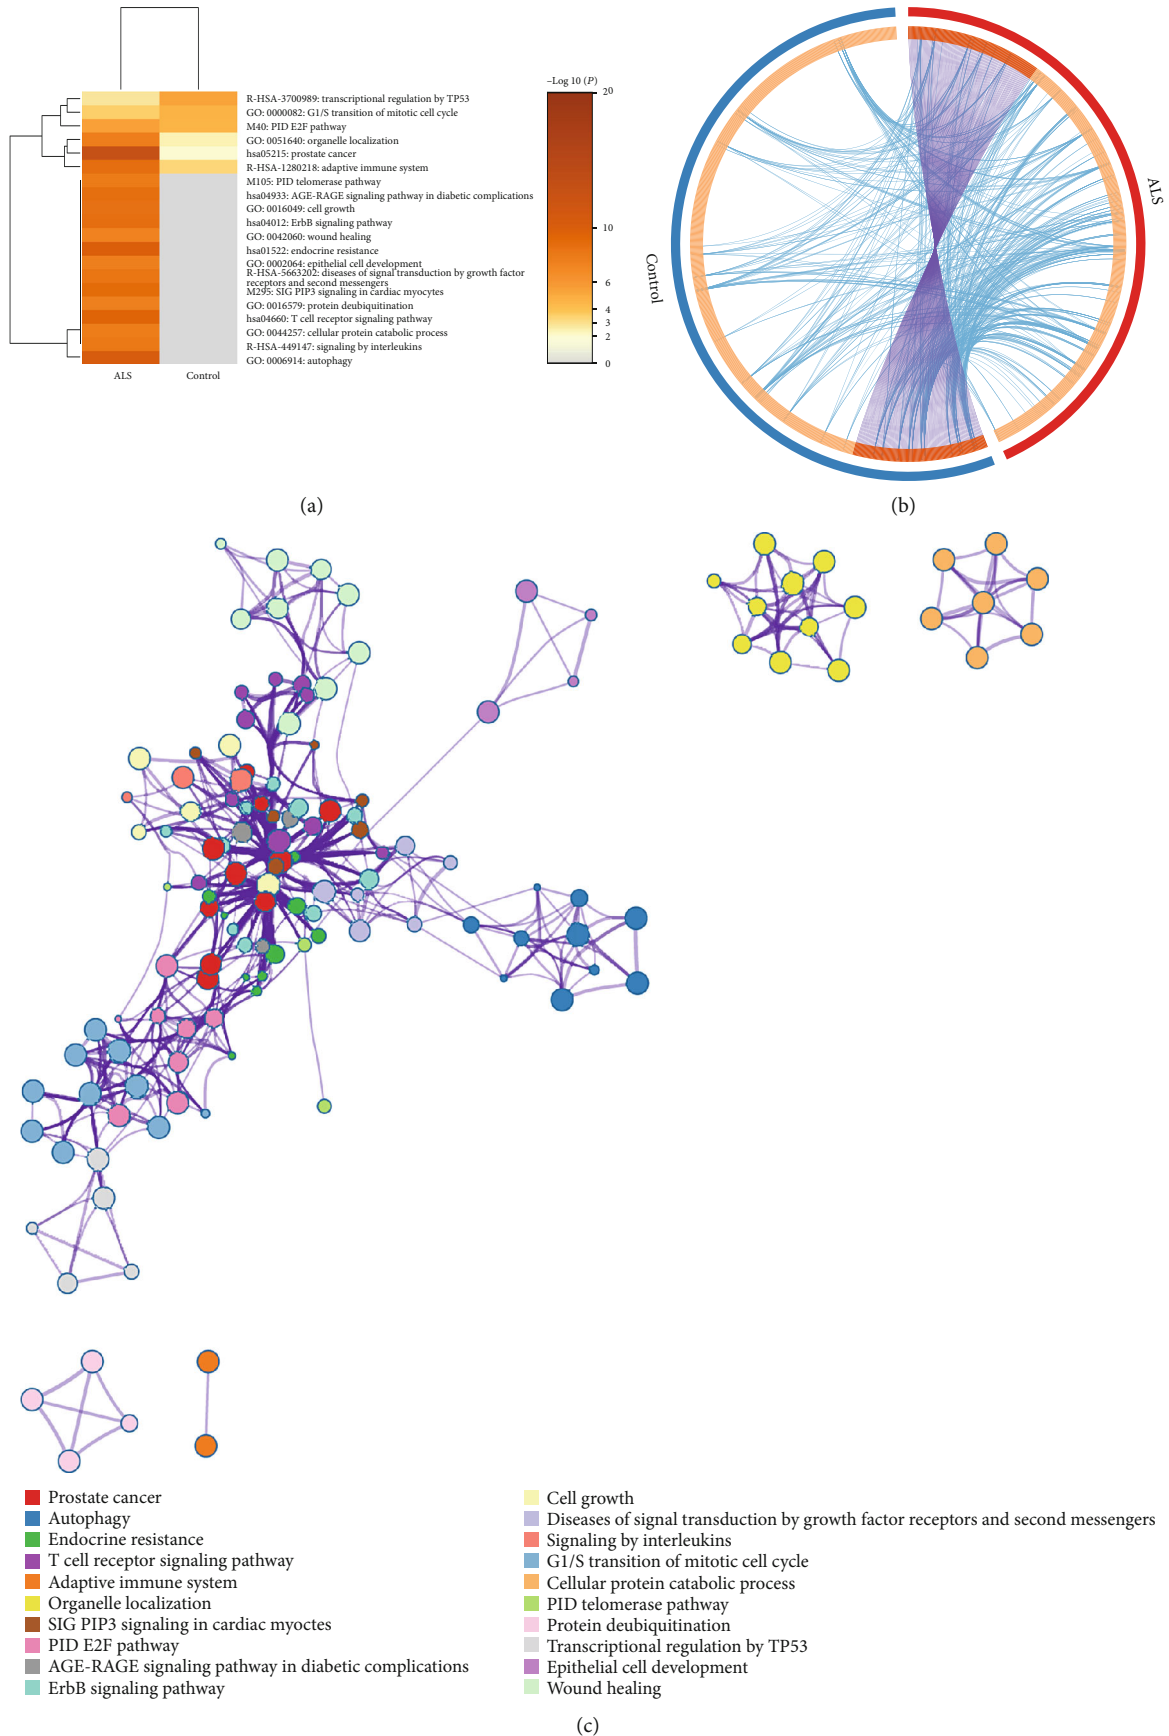 –Log 10 (P)
R-HSA-3700989: transcriptional regulation by TP53
GO: 0000082: G1/S transition of mitotic cell cycle
M40: PID E2F pathway
GO: 0051640: organelle localization
hsa05215: prostate cancer
R-HSA-1280218: adaptive immune system
M105: PID telomerase pathway
hsa04933: AGE-RAGE signaling pathway in diabetic complications
GO: 0016049: cell growth
hsa04012: ErbB signaling pathway
GO: 0042060: wound healing
hsa01522: endocrine resistance
GO: 0002064: epithelial cell development
R-HSA-5663202: diseases of signal transduction by growth factor
receptors and second messengers
M295: SIG PIP3 signaling in cardiac myocytes
GO: 0016579: protein deubiquitination
hsa04660: T cell receptor signaling pathway
GO: 0044257: cellular protein catabolic process
R-HSA-449147: signaling by interleukins
GO: 0006914: autophagy
20
10
6
4
3
2
0
ALS
Control
(a)
Control
ALS
(b)
Prostate cancer
Autophagy
Endocrine resistance
T cell receptor signaling pathway
Adaptive immune system
Organelle localization
SIG PIP3 signaling in cardiac myoctes
PID E2F pathway
AGE-RAGE signaling pathway in diabetic complications
ErbB signaling pathway
Cell growth
Diseases of signal transduction by growth factor receptors and second messengers
Signaling by interleukins
G1/S transition of mitotic cell cycle
Cellular protein catabolic process
PID telomerase pathway
Protein deubiquitination
Transcriptional regulation by TP53
Epithelial cell development
Wound healing
(c)